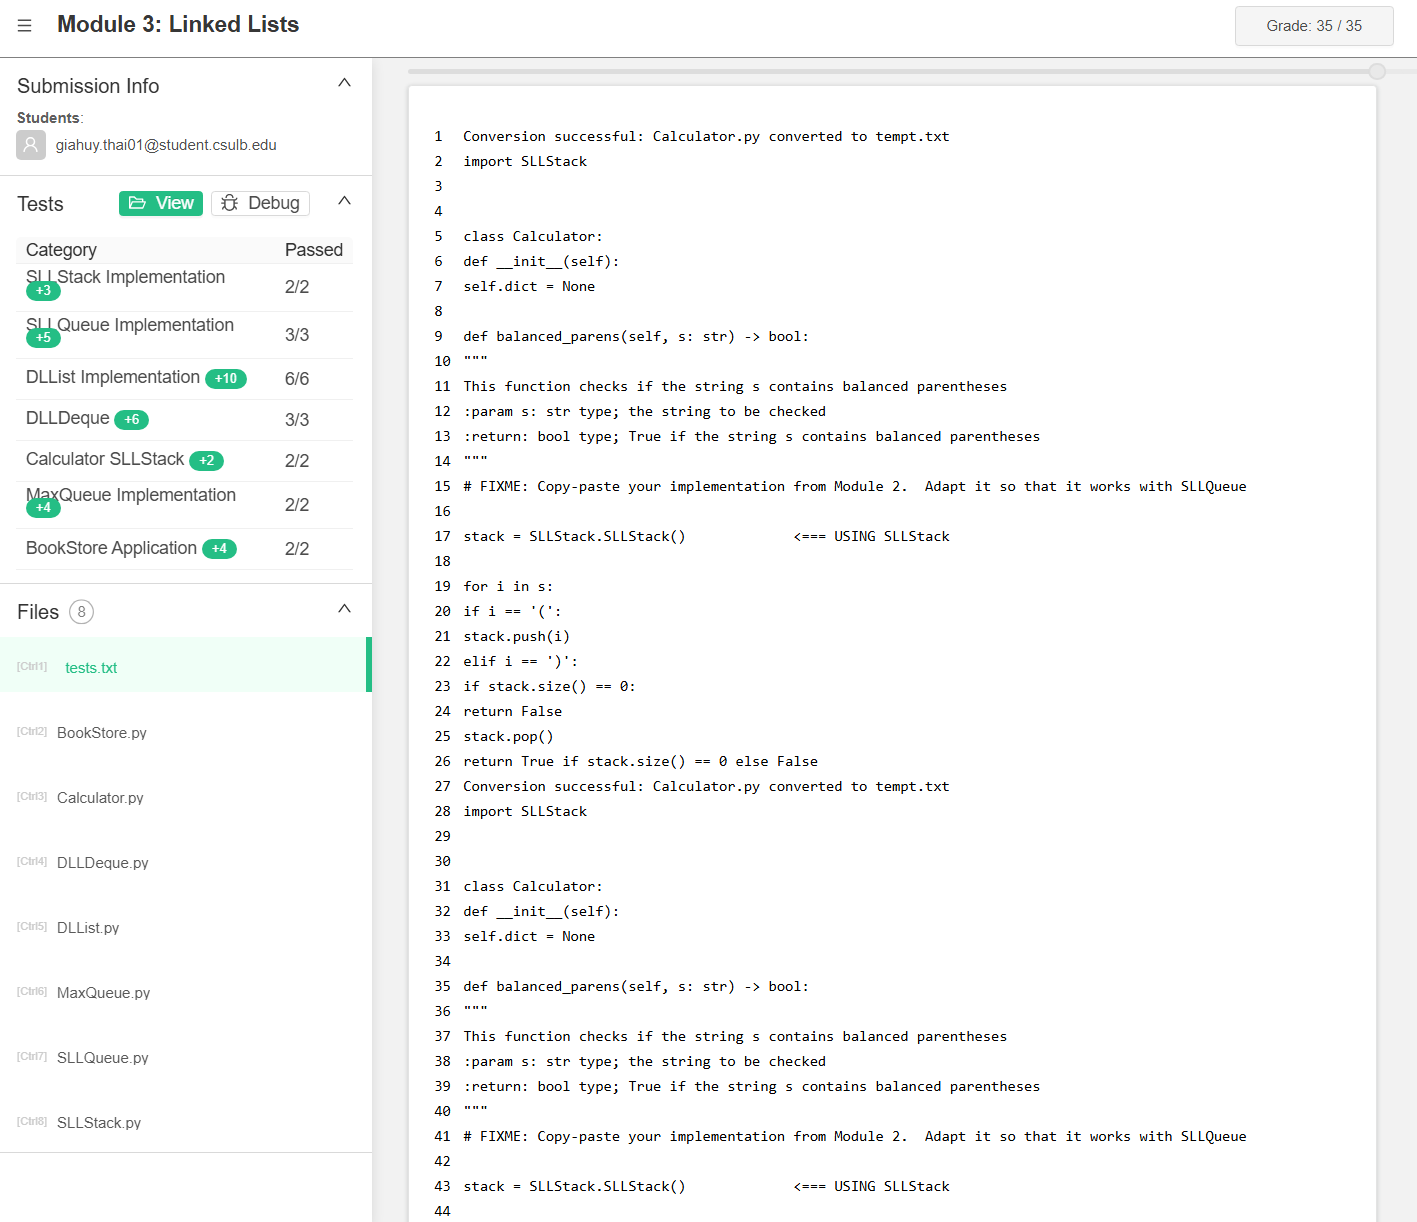 Module 3: Linked Lists
Grade: 35 / 35
Submission Info
Students:
giahuy.thai01@student.csulb.edu
Tests
View
Debug
Category Passed
SLLStack Implementation +3 2/2
SLLQueue Implementation +5 3/3
DLList Implementation +10 6/6
DLLDeque +6 3/3
Calculator SLLStack +2 2/2
MaxQueue Implementation +4 2/2
BookStore Application +4 2/2
Files 8
[Ctrl1] tests.txt
[Ctrl2] BookStore.py
[Ctrl3] Calculator.py
[Ctrl4] DLLDeque.py
[Ctrl5] DLList.py
[Ctrl6] MaxQueue.py
[Ctrl7] SLLQueue.py
[Ctrl8] SLLStack.py
1 Conversion successful: Calculator.py converted to tempt.txt
2 import SLLStack
3
4
5 class Calculator:
6 def __init__(self):
7 self.dict = None
8
9 def balanced_parens(self, s: str) -> bool:
10 """
11 This function checks if the string s contains balanced parentheses
12 :param s: str type; the string to be checked
13 :return: bool type; True if the string s contains balanced parentheses
14 """
15 # FIXME: Copy-paste your implementation from Module 2.  Adapt it so that it works with SLLQueue
16
17 stack = SLLStack.SLLStack()             <=== USING SLLStack
18
19 for i in s:
20 if i == '(':
21 stack.push(i)
22 elif i == ')':
23 if stack.size() == 0:
24 return False
25 stack.pop()
26 return True if stack.size() == 0 else False
27 Conversion successful: Calculator.py converted to tempt.txt
28 import SLLStack
29
30
31 class Calculator:
32 def __init__(self):
33 self.dict = None
34
35 def balanced_parens(self, s: str) -> bool:
36 """
37 This function checks if the string s contains balanced parentheses
38 :param s: str type; the string to be checked
39 :return: bool type; True if the string s contains balanced parentheses
40 """
41 # FIXME: Copy-paste your implementation from Module 2.  Adapt it so that it works with SLLQueue
42
43 stack = SLLStack.SLLStack()             <=== USING SLLStack
44